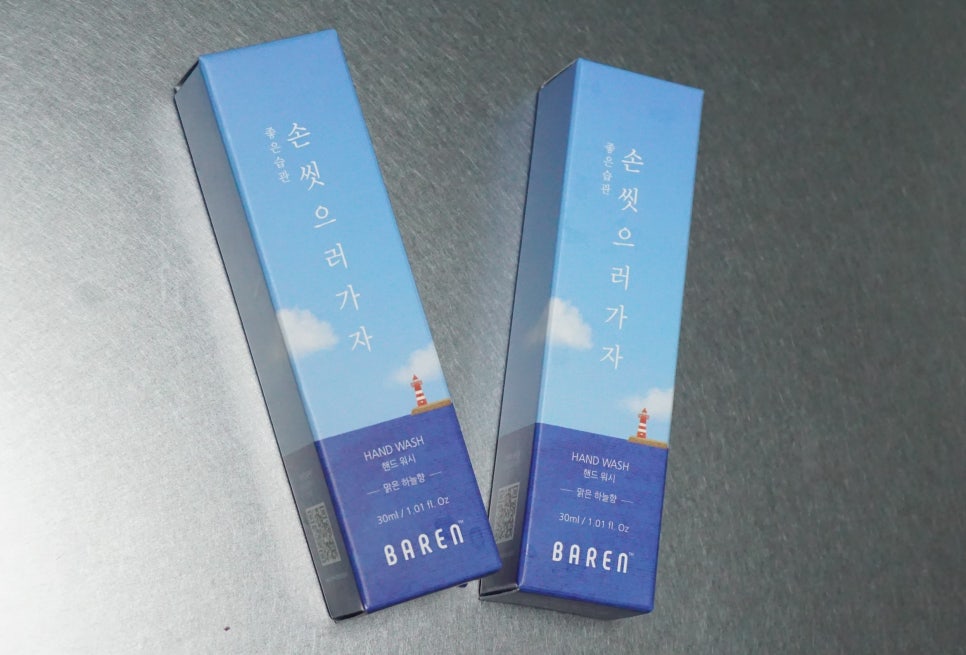 좋은습관
손씻으러가자
HAND WASH
핸드 워시
맑은 하늘향
30ml / 1.01 fl. Oz
BAREN™
좋은습관
손씻으러가자
HAND WASH
핸드 워시
맑은 하늘향
30ml / 1.01 fl. Oz
BAREN™